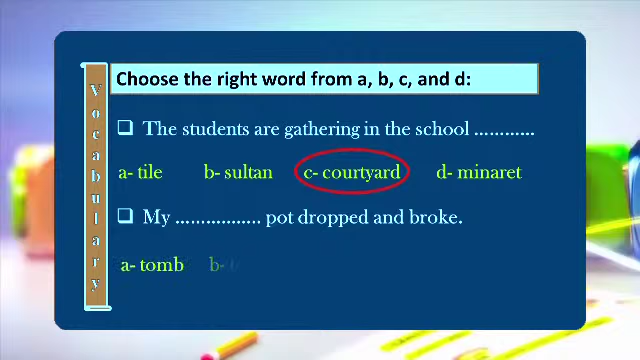 Vocabulary
Choose the right word from a, b, c, and d:
❑ The students are gathering in the school …………
a- tile b- sultan c- courtyard d- minaret
❑ My …………….. pot dropped and broke.
a- tomb b-